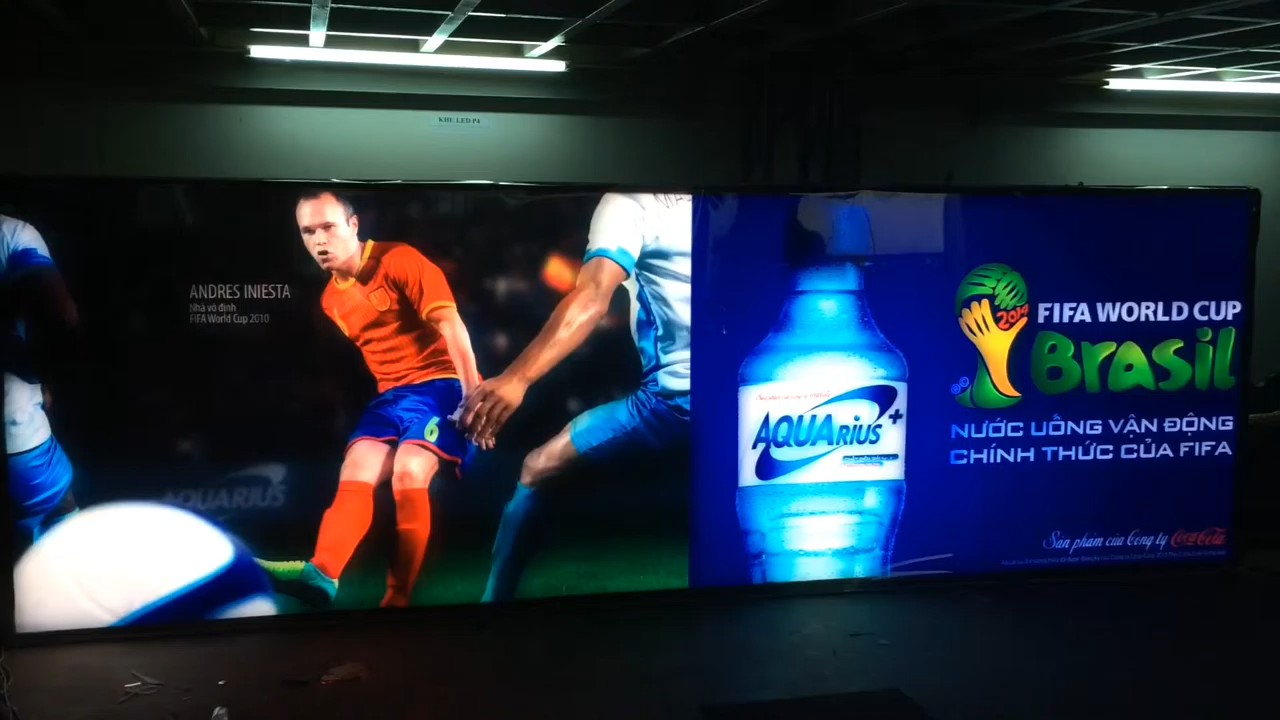 KHU LED-P4
ANDRES INIESTA
Nhà vô địch
FIFA World Cup 2010
6
AQUARIUS
AQUARIUS+
2014
FIFA WORLD CUP
Brasil
NƯỚC UỐNG VẬN ĐỘNG
CHÍNH THỨC CỦA FIFA
Sản phẩm của Công ty Coca-Cola